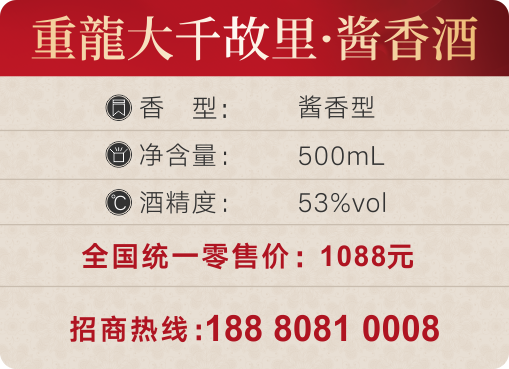 重龍大千故里·酱香酒
香 型： 酱香型
净含量： 500mL
℃ 酒精度： 53%vol
全国统一零售价：1088元
招商热线:188 8081 0008